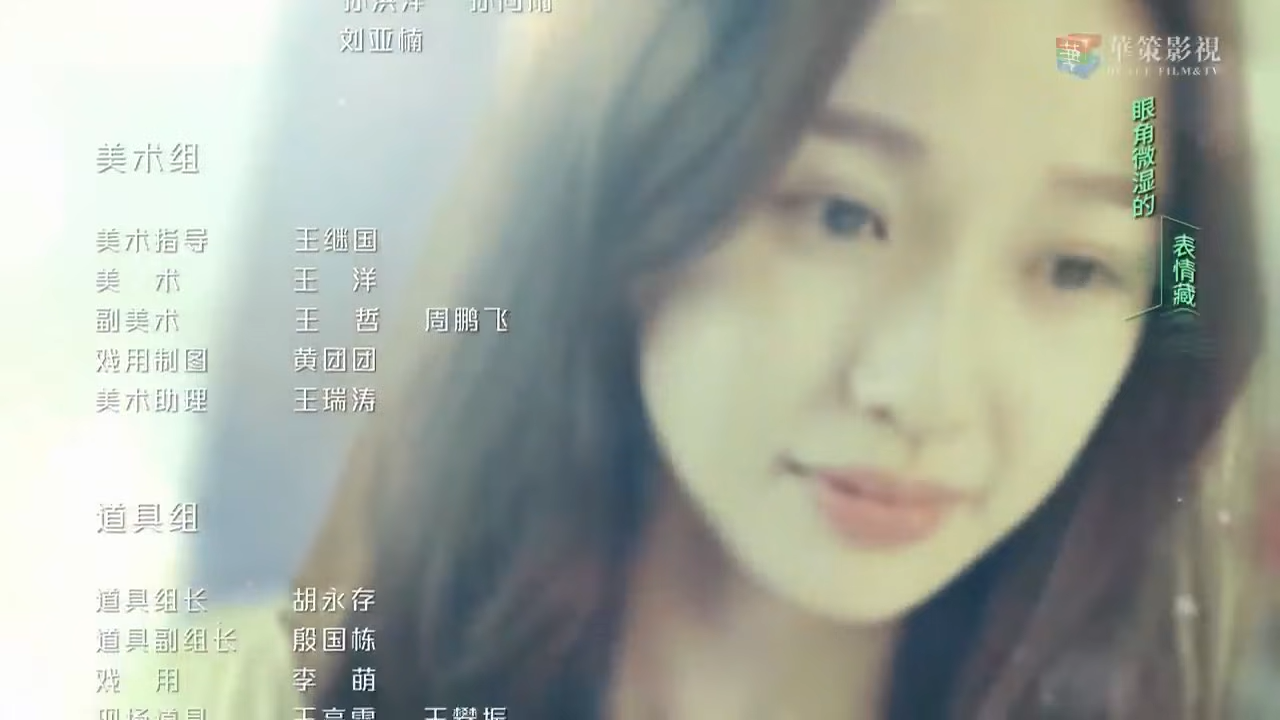 刘亚楠
美术组
美术指导 王继国
美 术 王 洋
副美术 王 哲 周鹏飞
戏用制图 黄团团
美术助理 王瑞涛
道具组
道具组长 胡永存
道具副组长 殷国栋
戏 用 李 萌
華策影視
HUACE FILM&TV
眼角微湿的
表情藏